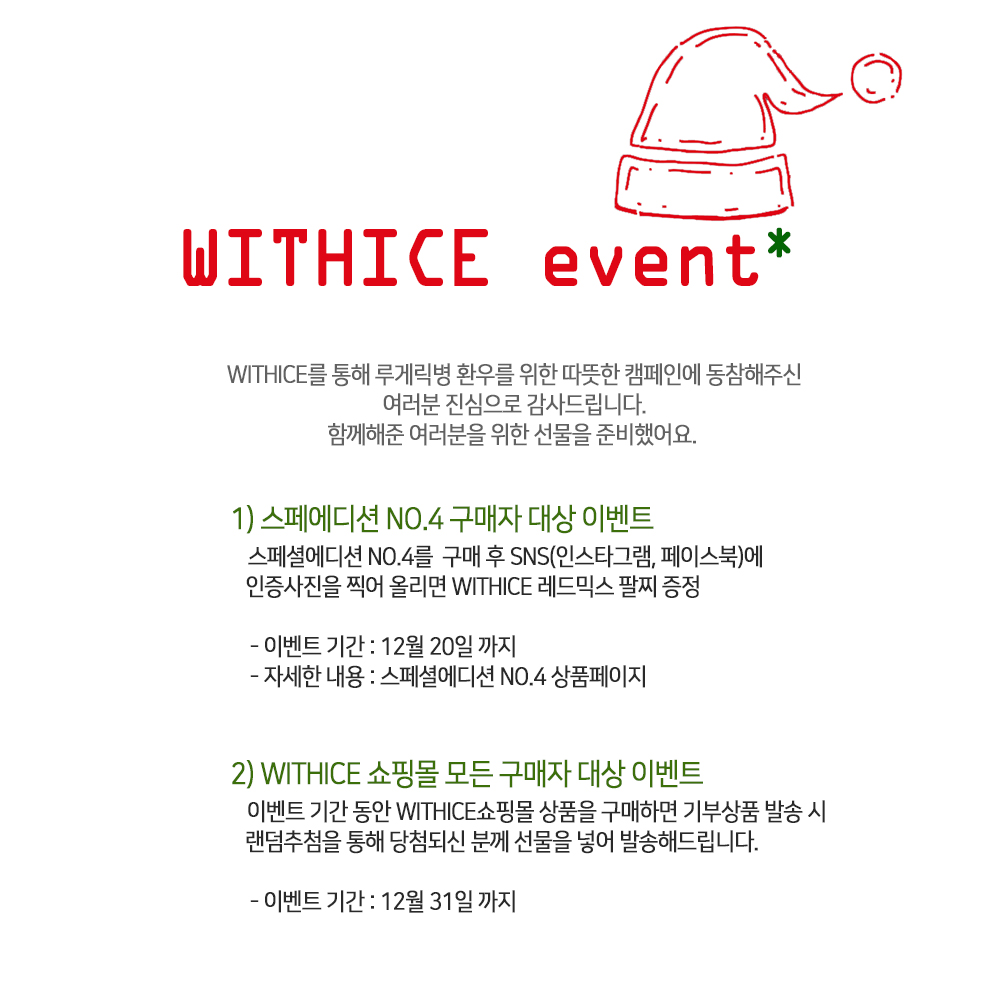 WITHICE event*
WITHICE를 통해 루게릭병 환우를 위한 따뜻한 캠페인에 동참해주신
여러분 진심으로 감사드립니다.
함께해준 여러분을 위한 선물을 준비했어요.
1) 스페에디션 NO.4 구매자 대상 이벤트
스페셜에디션 NO.4를 구매 후 SNS(인스타그램, 페이스북)에
인증사진을 찍어 올리면 WITHICE 레드믹스 팔찌 증정
- 이벤트 기간 : 12월 20일 까지
- 자세한 내용 : 스페셜에디션 NO.4 상품페이지
2) WITHICE 쇼핑몰 모든 구매자 대상 이벤트
이벤트 기간 동안 WITHICE쇼핑몰 상품을 구매하면 기부상품 발송 시
랜덤추첨을 통해 당첨되신 분께 선물을 넣어 발송해드립니다.
- 이벤트 기간 : 12월 31일 까지